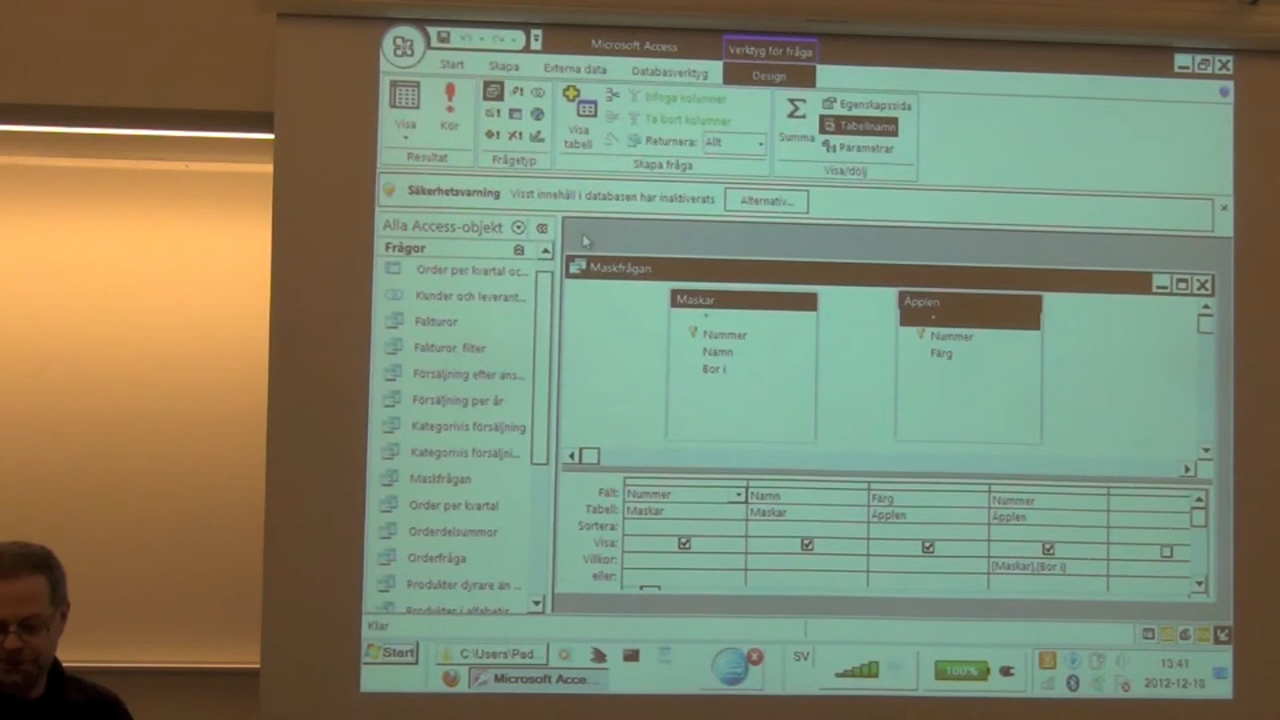 Microsoft Access
Verktyg för fråga
Start Skapa Externa data Databasverktyg Design
Visa
Kör
Resultat
Frågetyp
Visa tabell
Infoga kolumner
Ta bort kolumner
Returnera: Allt
Skapa fråga
Summa
Egenskapssida
Tabellnamn
Parametrar
Visa/dölj
Säkerhetsvarning Visst innehåll i databasen har inaktiverats Alternativ...
Alla Access-objekt
Frågor
Order per kvartal oc...
Kunder och leverant...
Fakturor
Fakturor, filter
Försäljning efter ans...
Försäljning per år
Kategorivis försäljning
Kategorivis försäljni...
Maskfrågan
Order per kvartal
Orderdelsummor
Orderfråga
Produkter dyrare än ...
Produkter i alfabetis...
Maskfrågan
Maskar
*
Nummer
Namn
Bor i
Äpplen
*
Nummer
Färg
Fält: Nummer Namn Färg Nummer
Tabell: Maskar Maskar Äpplen Äpplen
Sortera:
Visa:
Villkor: [Maskar].[Bor i]
eller:
Klar
Start C:\Users\Pad... SV 100% 13:41
Microsoft Acce... 2012-12-18